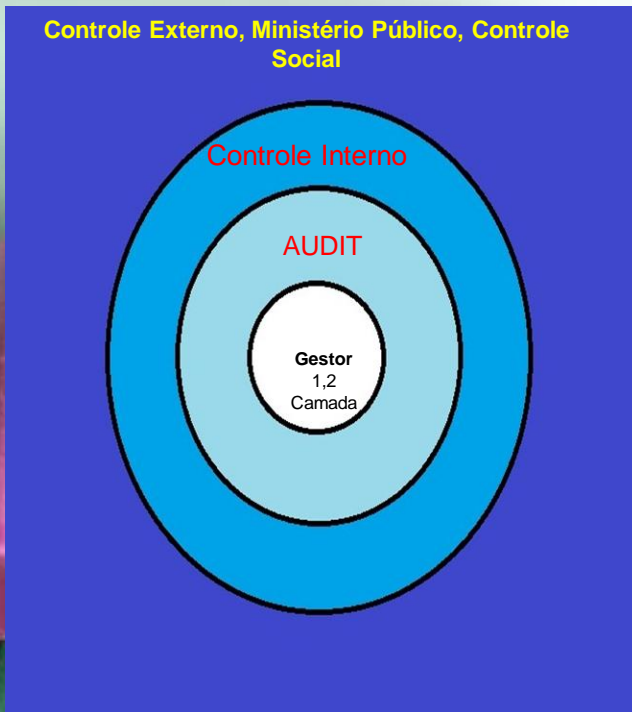 Controle Externo, Ministério Público, Controle
Social
Controle Interno
AUDIT
Gestor
1,2
Camada